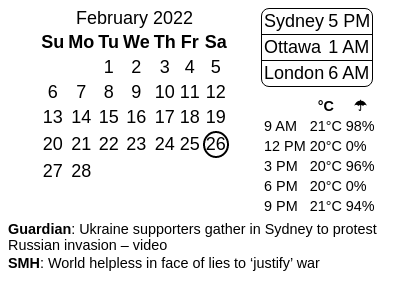 February 2022
Su Mo Tu We Th Fr Sa
1 2 3 4 5
6 7 8 9 10 11 12
13 14 15 16 17 18 19
20 21 22 23 24 25 26
27 28
Sydney 5 PM
Ottawa 1 AM
London 6 AM
°C ☂
9 AM 21°C 98%
12 PM 20°C 0%
3 PM 20°C 96%
6 PM 20°C 0%
9 PM 21°C 94%
Guardian: Ukraine supporters gather in Sydney to protest
Russian invasion – video
SMH: World helpless in face of lies to ‘justify’ war